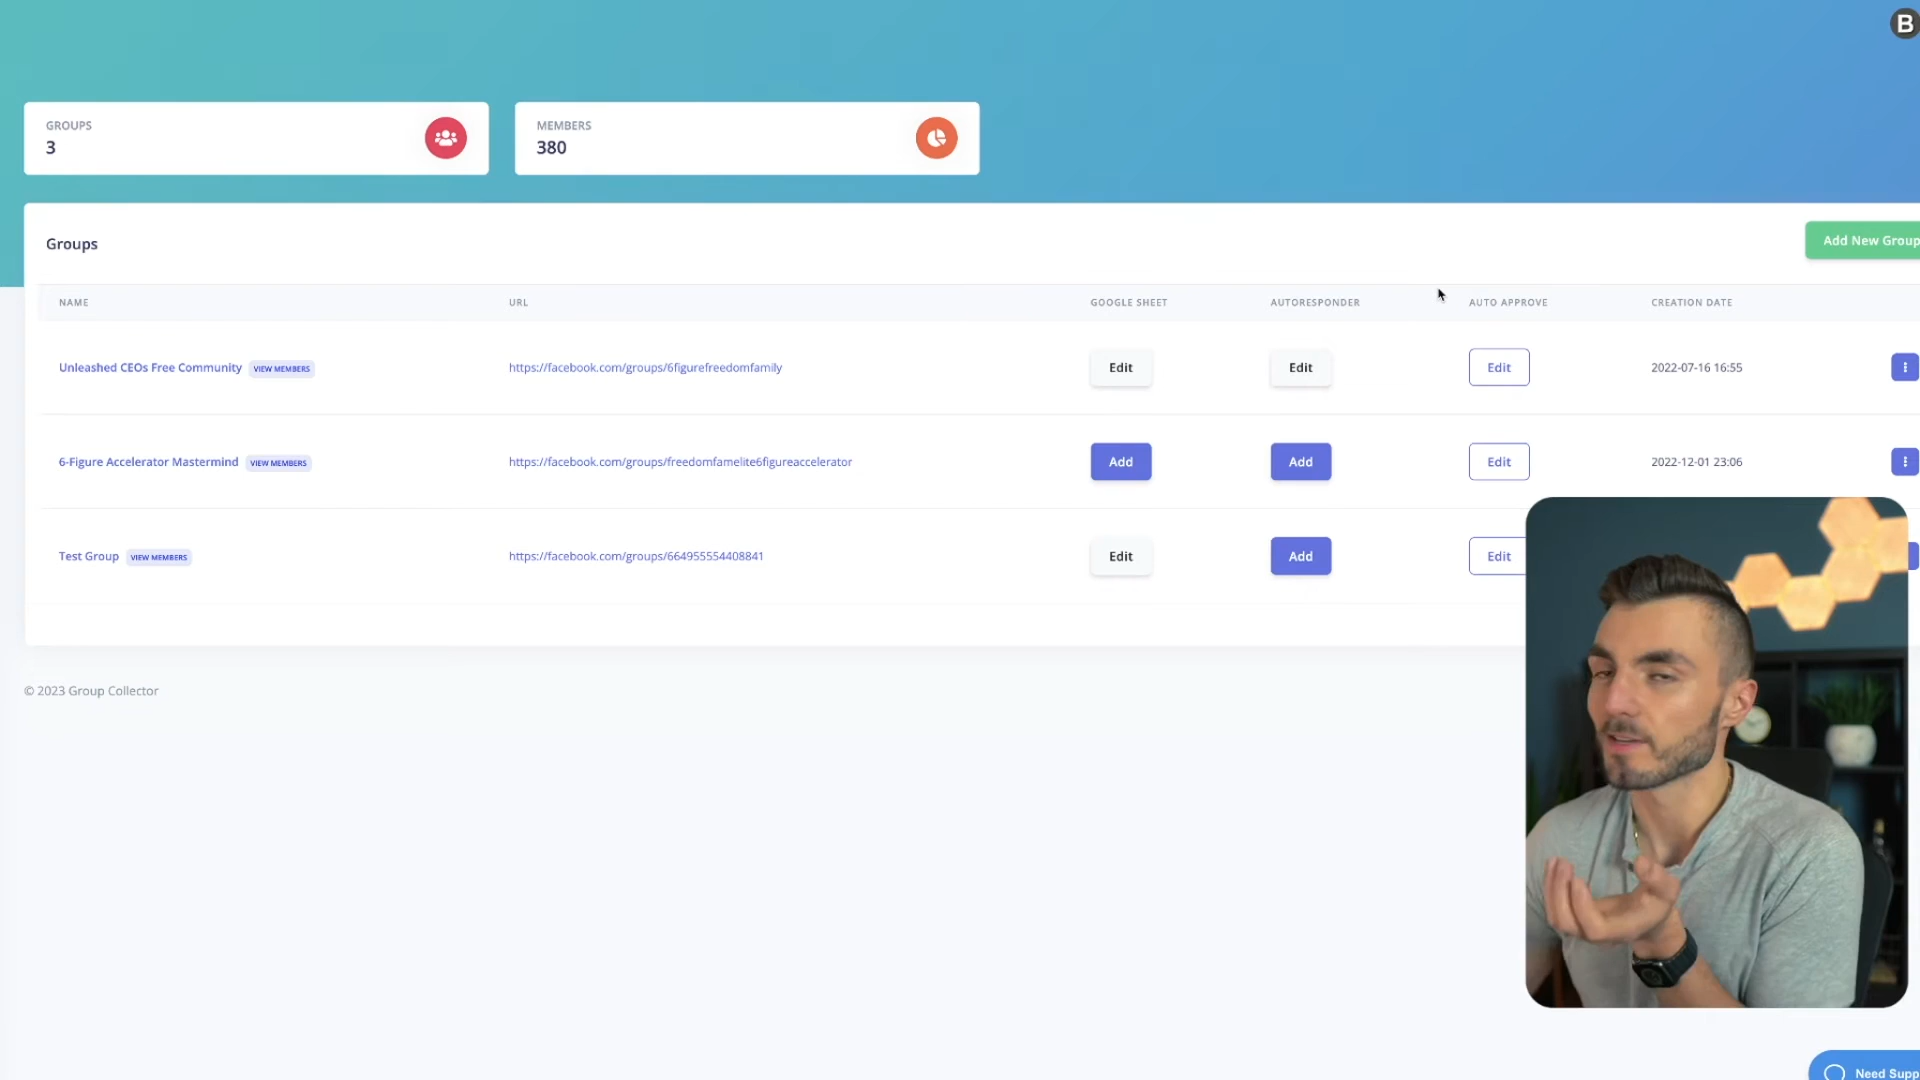 B
GROUPS
3
MEMBERS
380
Groups
Add New Group
NAME URL GOOGLE SHEET AUTORESPONDER AUTO APPROVE CREATION DATE
Unleashed CEOs Free Community VIEW MEMBERS https://facebook.com/groups/6figurefreedomfamily Edit Edit Edit 2022-07-16 16:55
6-Figure Accelerator Mastermind VIEW MEMBERS https://facebook.com/groups/freedomfamelite6figureaccelerator Add Add Edit 2022-12-01 23:06
Test Group VIEW MEMBERS https://facebook.com/groups/664955554408841 Edit Add Edit
© 2023 Group Collector
Need Supp